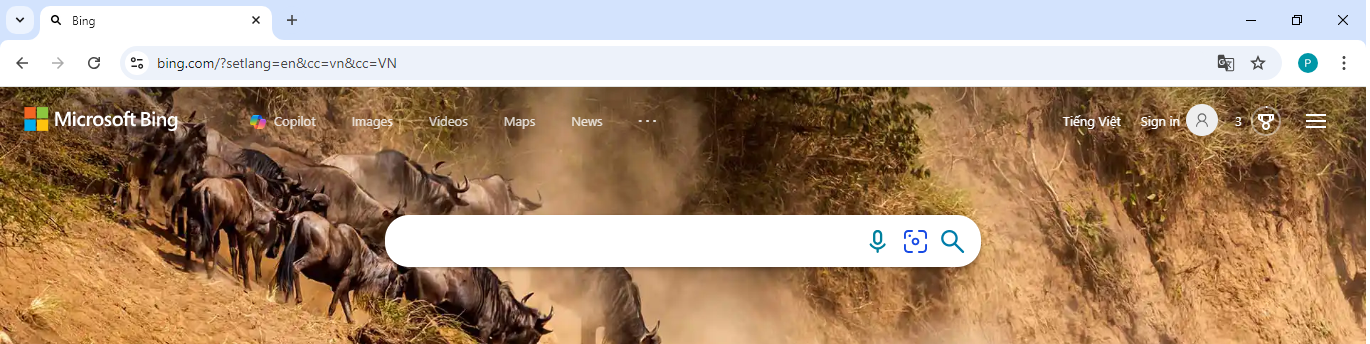 Bing
bing.com/?setlang=en&cc=vn&cc=VN
P
Microsoft Bing
Copilot
Images
Videos
Maps
News
Tiếng Việt
Sign in
3